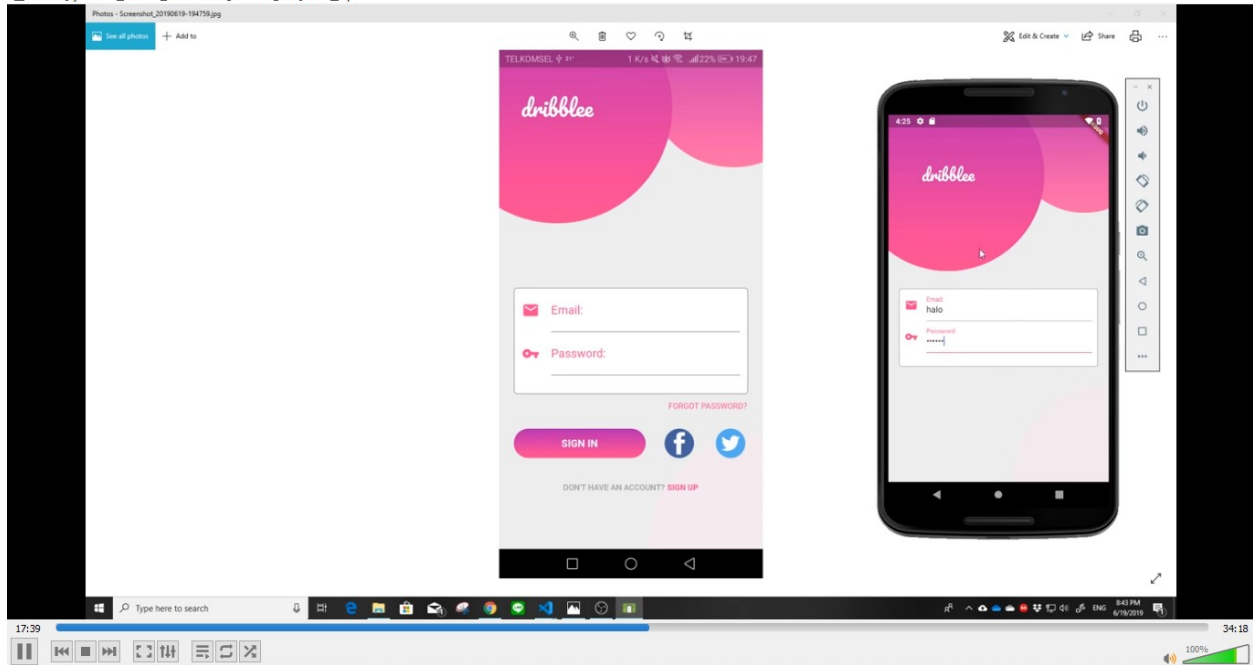 Photos - Screenshot_20190619-194759.jpg
See all photos + Add to
Edit & Create Share
TELKOMSEL 1 K/s 22% 19:47
dribblee
Email:
Password:
FORGOT PASSWORD?
SIGN IN
DON'T HAVE AN ACCOUNT? SIGN UP
4:25
dribblee
Email:
halo
Password:
••••••
Type here to search
ENG
8:43 PM
6/19/2019
17:39
34:18
100%